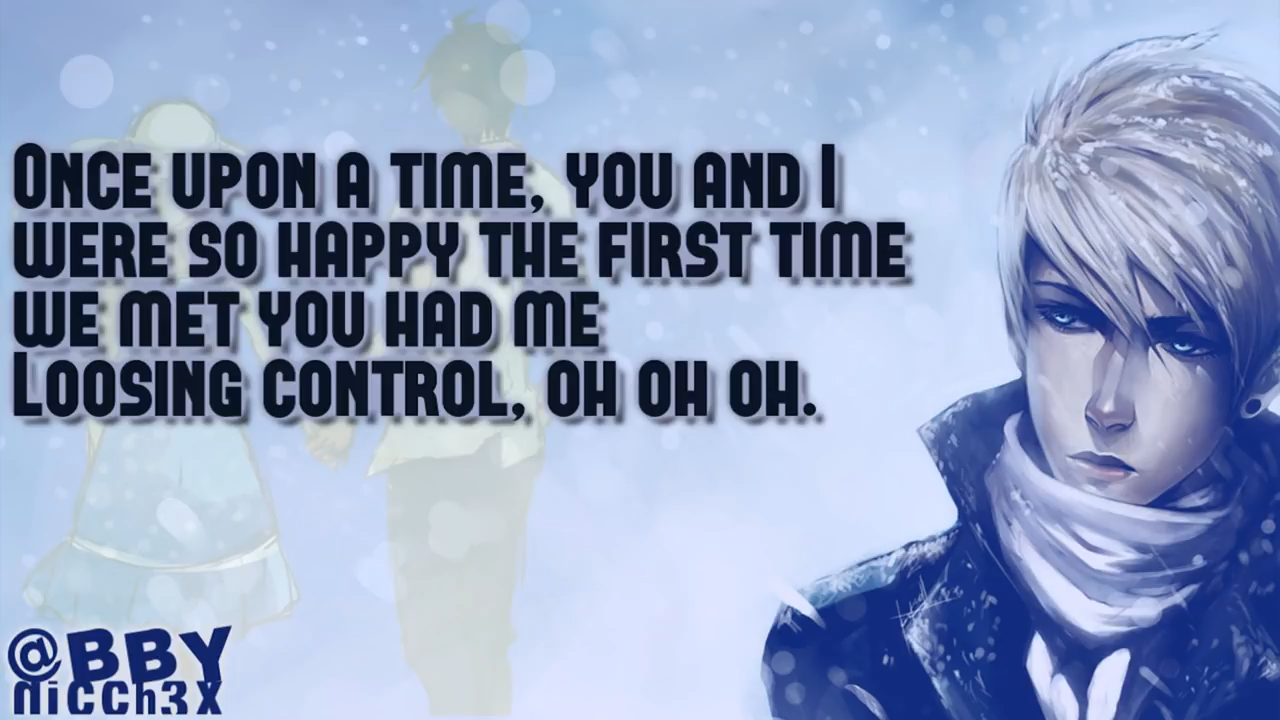 Once upon a time, you and I
were so happy the first time
we met you had me
Loosing control, oh oh oh.
@BBY
nicch3x